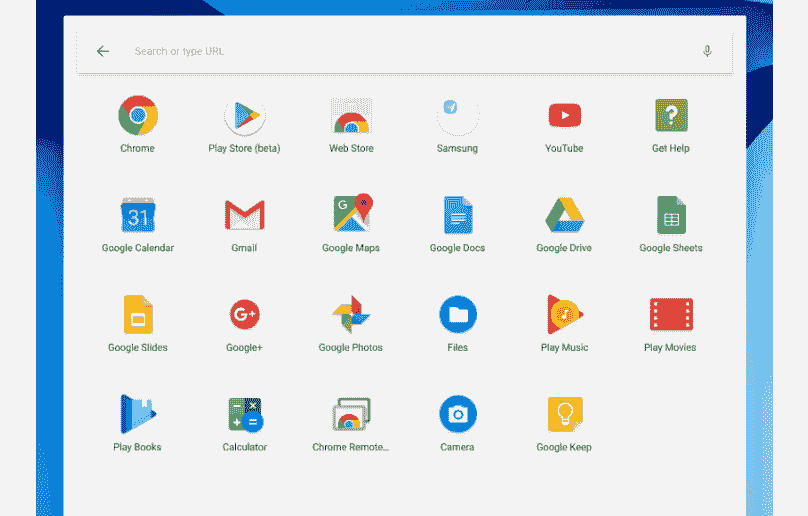 Search or type URL
Chrome
Play Store (beta)
Web Store
Samsung
YouTube
Get Help
31
Google Calendar
Gmail
G
Google Maps
Google Docs
Google Drive
Google Sheets
Google Slides
G+
Google+
Google Photos
Files
Play Music
Play Movies
Play Books
Calculator
Chrome Remote...
Camera
Google Keep